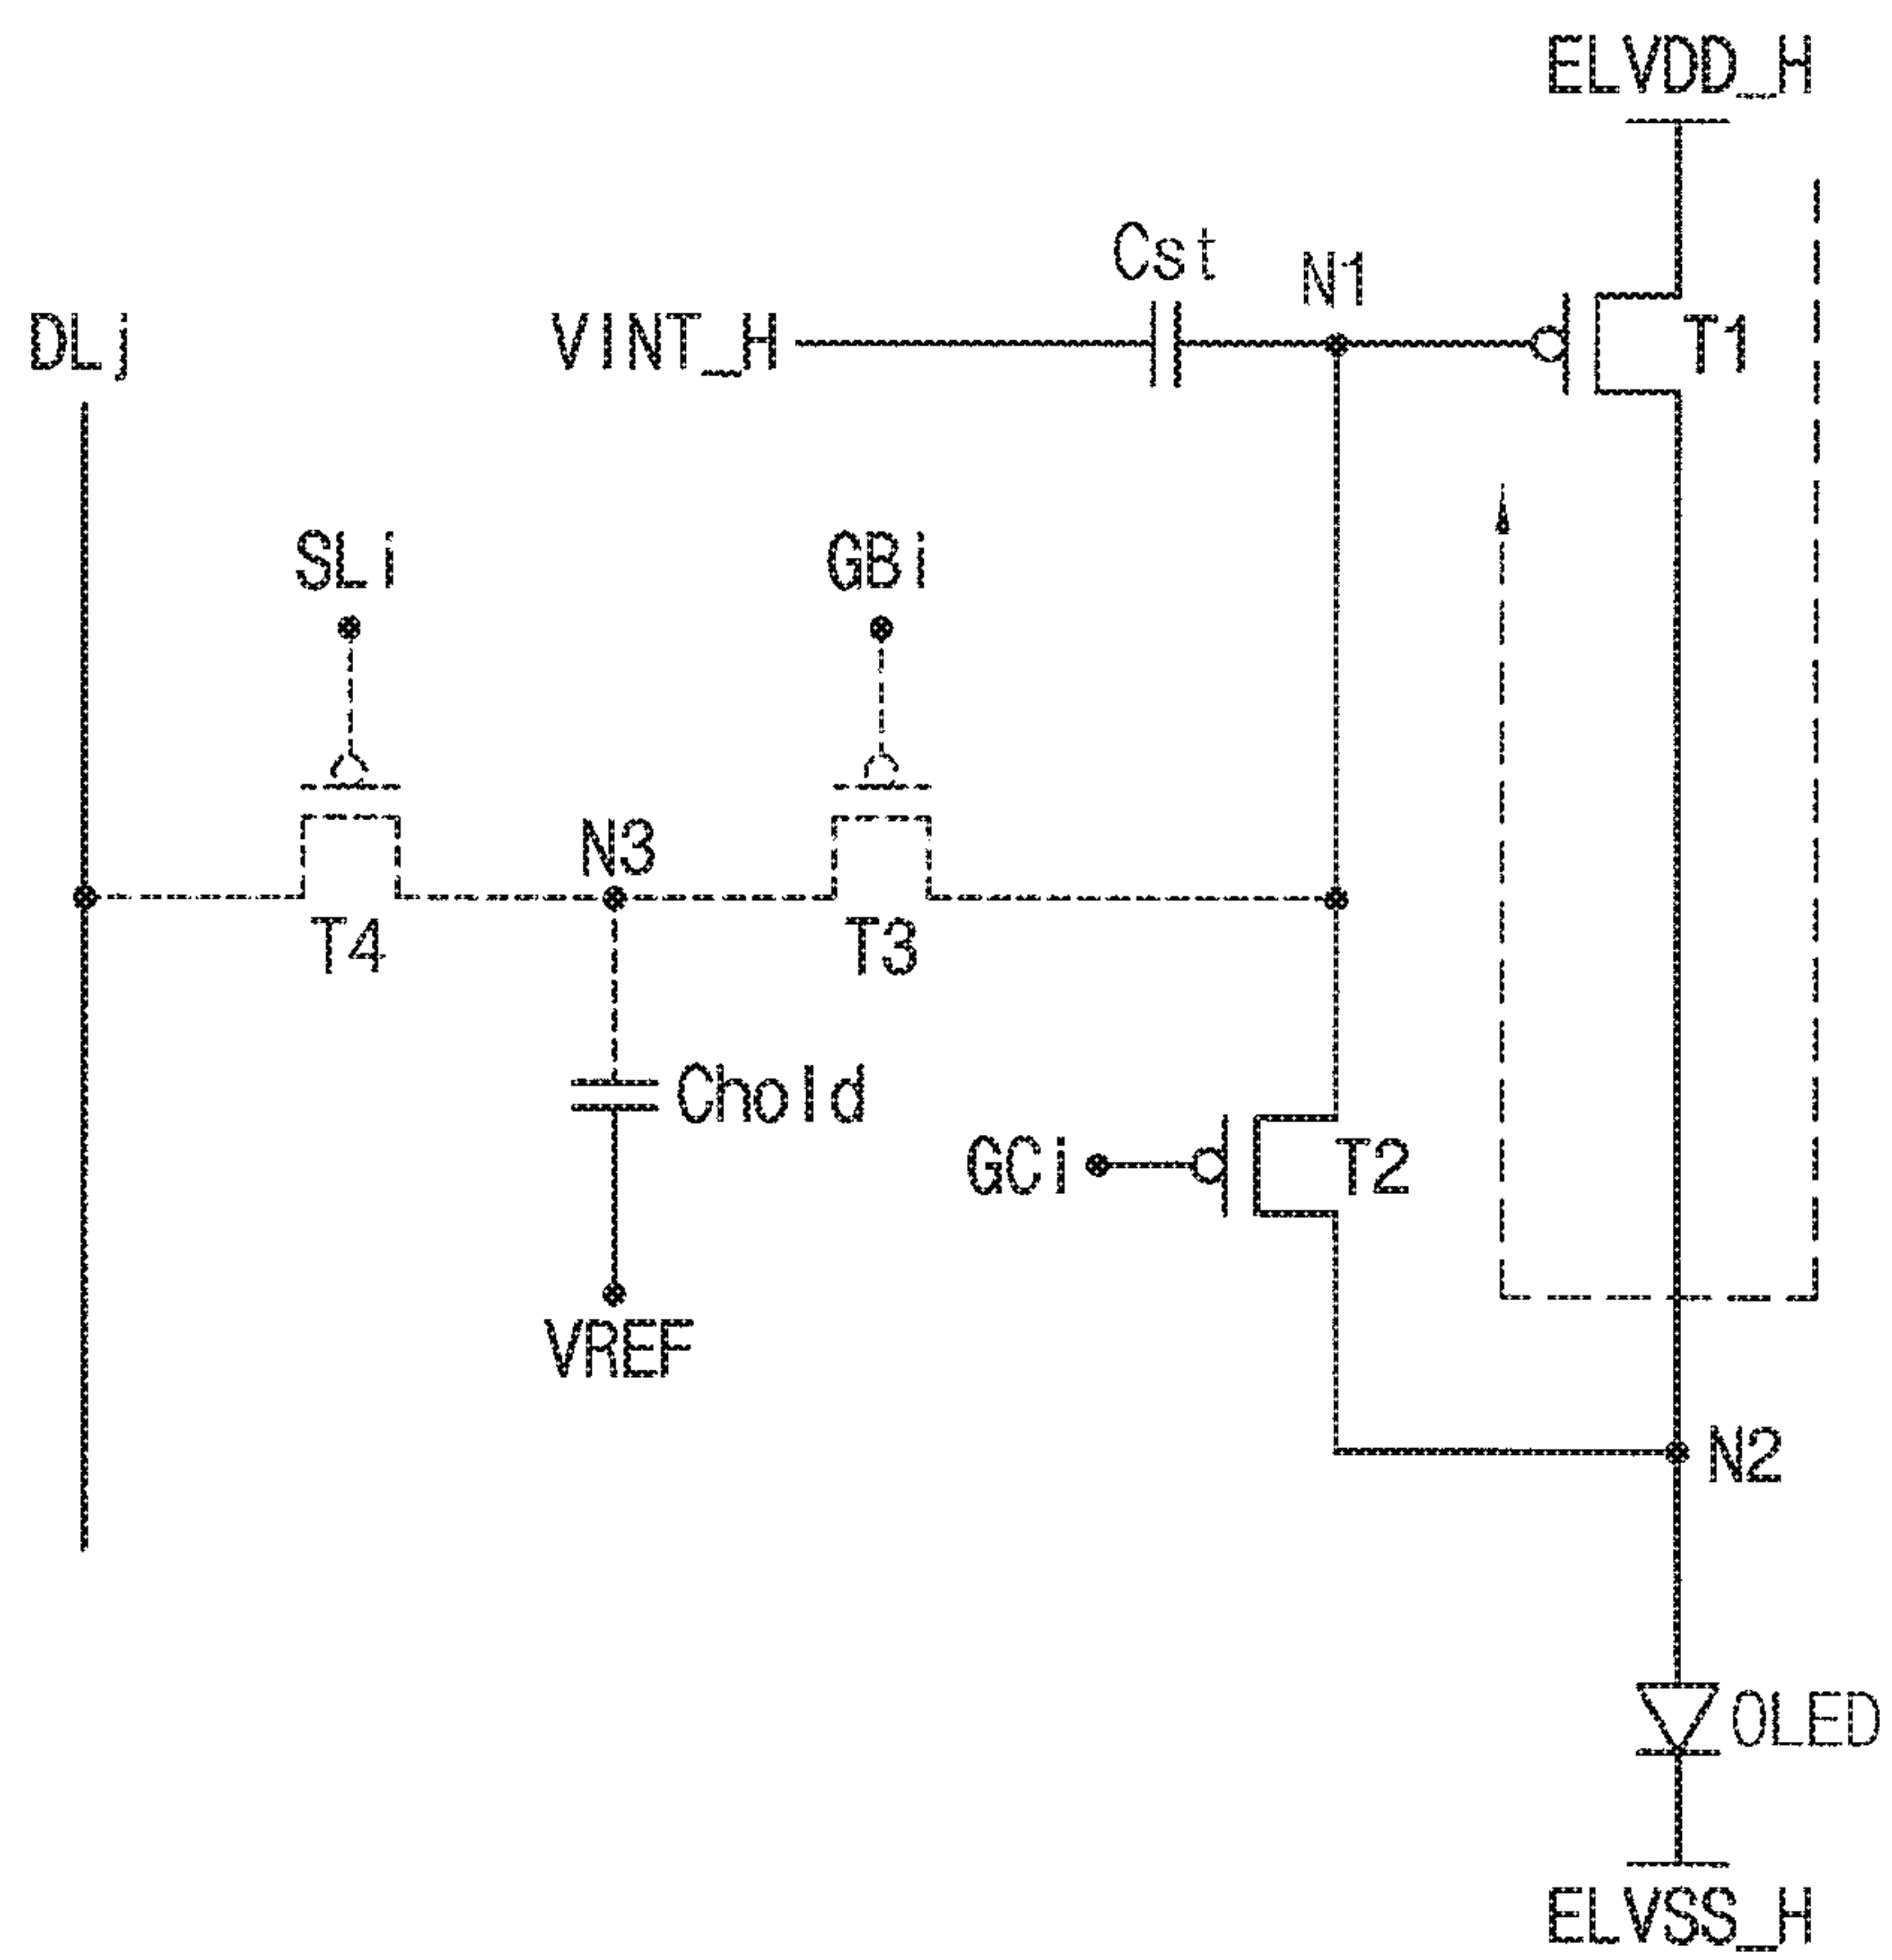 ELVDD_H
Cst
N1
DLj
VINT_H
T1
SLi
GBi
N3
T4
T3
Chold
GCi
T2
VREF
N2
OLED
ELVSS_H